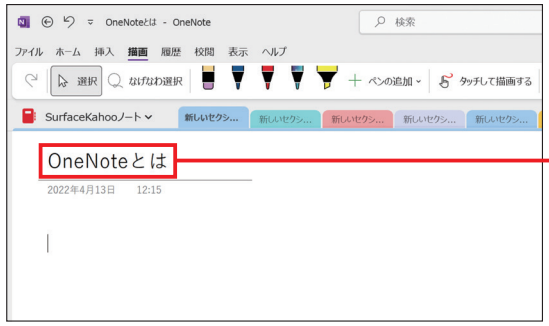 OneNoteとは - OneNote
検索
ファイル ホーム 挿入 描画 履歴 校閲 表示 ヘルプ
選択 なげなわ選択 ペンの追加 タッチして描画する
SurfaceKahooノート 新しいセクシ... 新しいセクシ... 新しいセクシ... 新しいセクシ... 新しいセクシ...
OneNoteとは
2022年4月13日 12:15